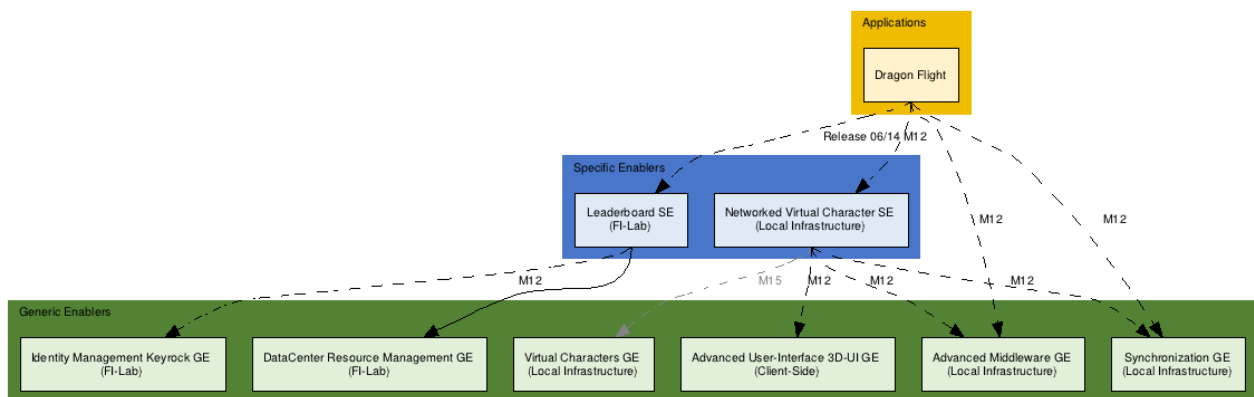 Applications
Dragon Flight
Release 06/14 M12
Specific Enablers
Leaderboard SE
(FI-Lab)
Networked Virtual Character SE
(Local Infrastructure)
M12
M12
M12
M15
M12
M12
M12
Generic Enablers
Identity Management Keyrock GE
(FI-Lab)
DataCenter Resource Management GE
(FI-Lab)
Virtual Characters GE
(Local Infrastructure)
Advanced User-Interface 3D-UI GE
(Client-Side)
Advanced Middleware GE
(Local Infrastructure)
Synchronization GE
(Local Infrastructure)